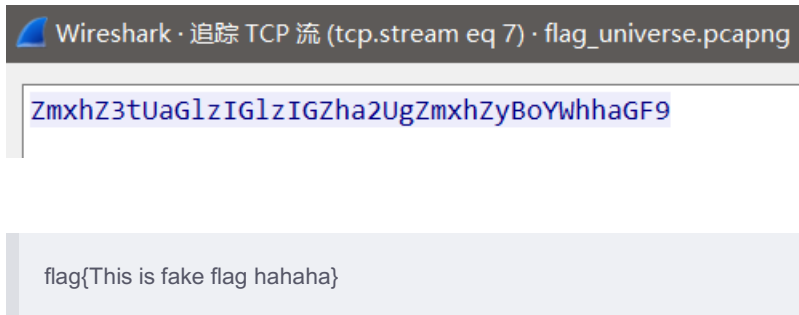 Wireshark · 追踪 TCP 流 (tcp.stream eq 7) · flag_universe.pcapng
ZmxhZ3tUaGlzIGlzIGZha2UgZmxhZyBoYWhhaGF9
flag{This is fake flag hahaha}